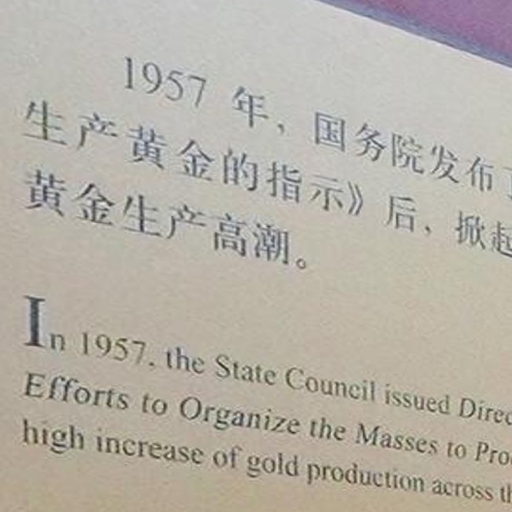 1957 年，国务院发布
生产黄金的指示》后，掀起
黄金生产高潮。
In 1957, the State Council issued
Efforts to Organize the Masses to
high increase of gold production across